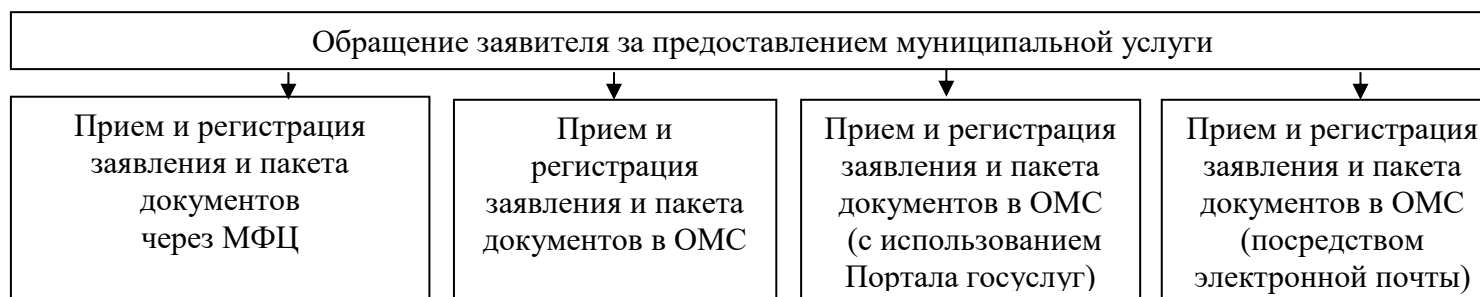 Обращение заявителя за предоставлением муниципальной услуги
Прием и регистрация
заявления и пакета
документов
через МФЦ
Прием и
регистрация
заявления и пакета
документов в ОМС
Прием и регистрация
заявления и пакета
документов в ОМС
(с использованием
Портала госуслуг)
Прием и регистрация
заявления и пакета
документов в ОМС
(посредством
электронной почты)